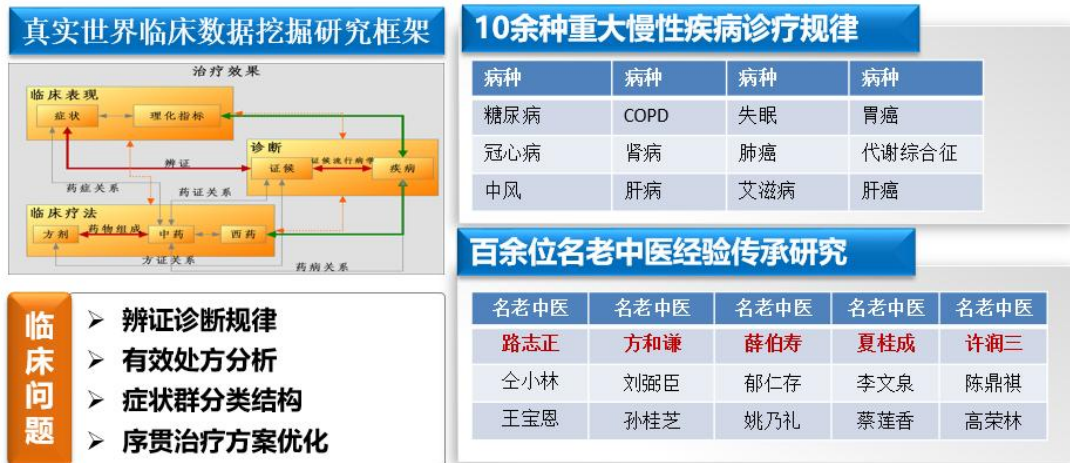 真实世界临床数据挖掘研究框架
治疗效果
临床表现
症状 理化指标
诊断
证候 证候流行病学 疾病
辨证
药症关系 药证关系
临床疗法
方剂 药物组成 中药 西药
方证关系 药病关系
临床问题
➢ 辨证诊断规律
➢ 有效处方分析
➢ 症状群分类结构
➢ 序贯治疗方案优化
10余种重大慢性疾病诊疗规律
病种 病种 病种 病种
糖尿病 COPD 失眠 胃癌
冠心病 肾病 肺癌 代谢综合征
中风 肝病 艾滋病 肝癌
百余位名老中医经验传承研究
名老中医 名老中医 名老中医 名老中医 名老中医
路志正 方和谦 薛伯寿 夏桂成 许润三
仝小林 刘弼臣 郁仁存 李文泉 陈鼎祺
王宝恩 孙桂芝 姚乃礼 蔡莲香 高荣林